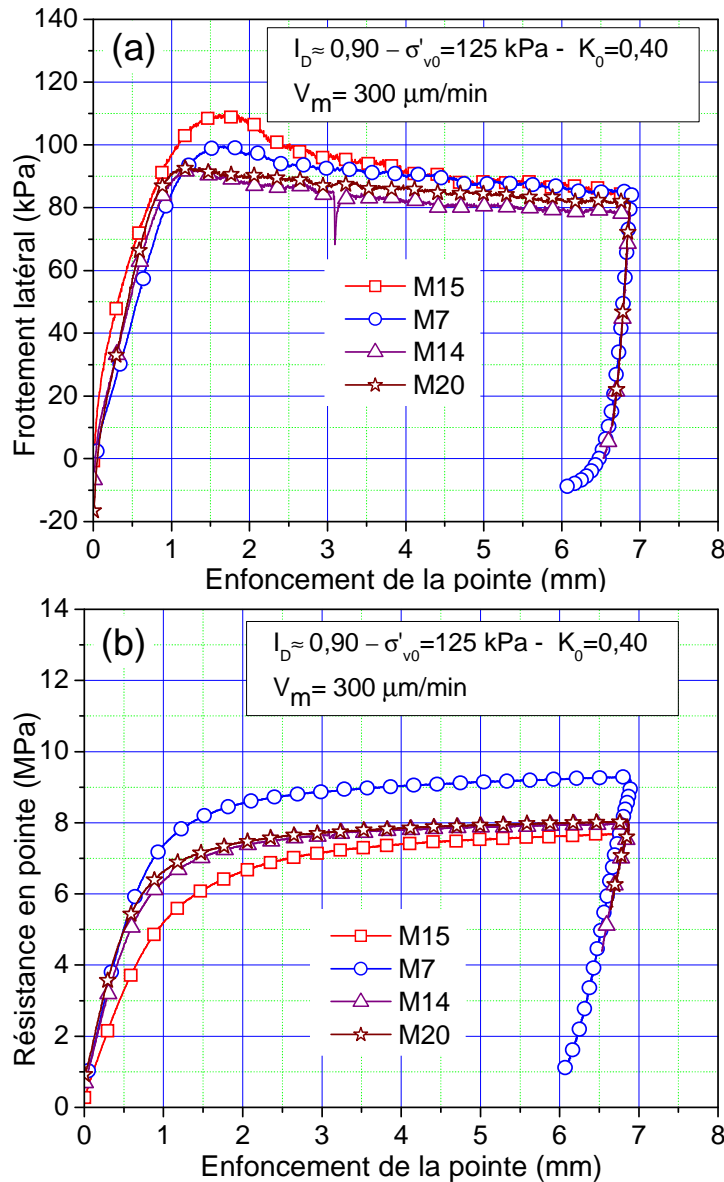 (a)
I_D≈ 0,90 – σ'_v0=125 kPa - K_0=0,40
V_m= 300 µm/min
140
120
100
80
60
40
20
0
-20
Frottement latéral (kPa)
M15
M7
M14
M20
0 1 2 3 4 5 6 7 8
Enfoncement de la pointe (mm)
(b)
I_D≈ 0,90 – σ'_v0=125 kPa - K_0=0,40
V_m= 300 µm/min
14
12
10
8
6
4
2
0
Résistance en pointe (MPa)
M15
M7
M14
M20
0 1 2 3 4 5 6 7 8
Enfoncement de la pointe (mm)